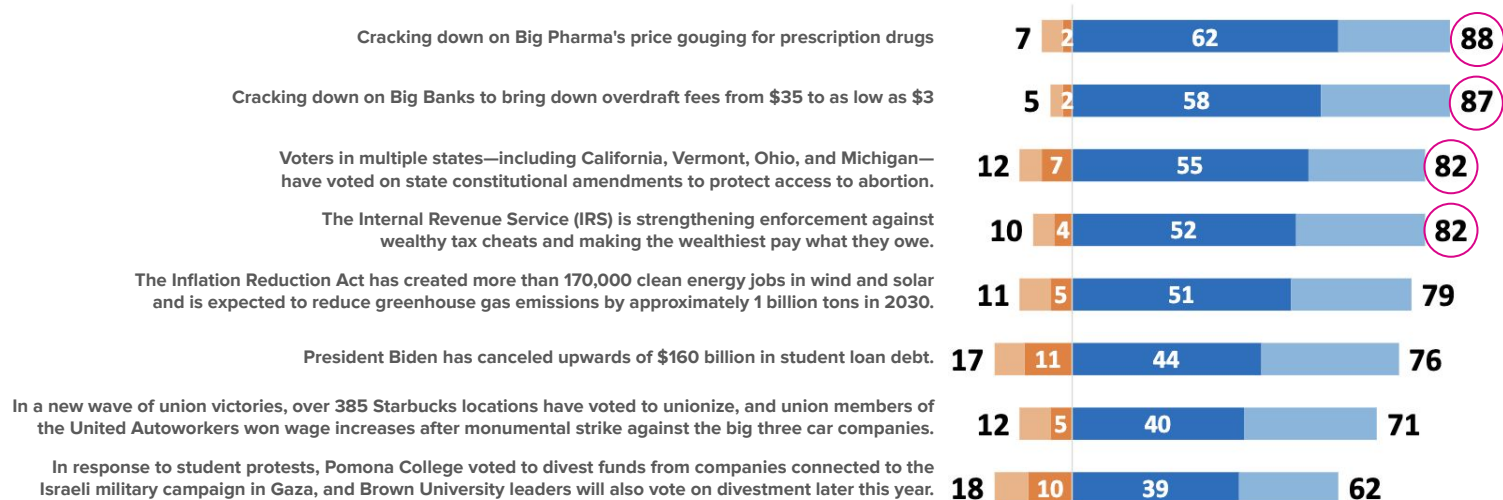 Cracking down on Big Pharma's price gouging for prescription drugs 7 2 62 88
Cracking down on Big Banks to bring down overdraft fees from $35 to as low as $3 5 2 58 87
Voters in multiple states—including California, Vermont, Ohio, and Michigan—
have voted on state constitutional amendments to protect access to abortion. 12 7 55 82
The Internal Revenue Service (IRS) is strengthening enforcement against
wealthy tax cheats and making the wealthiest pay what they owe. 10 4 52 82
The Inflation Reduction Act has created more than 170,000 clean energy jobs in wind and solar
and is expected to reduce greenhouse gas emissions by approximately 1 billion tons in 2030. 11 5 51 79
President Biden has canceled upwards of $160 billion in student loan debt. 17 11 44 76
In a new wave of union victories, over 385 Starbucks locations have voted to unionize, and union members of
the United Autoworkers won wage increases after monumental strike against the big three car companies. 12 5 40 71
In response to student protests, Pomona College voted to divest funds from companies connected to the
Israeli military campaign in Gaza, and Brown University leaders will also vote on divestment later this year. 18 10 39 62